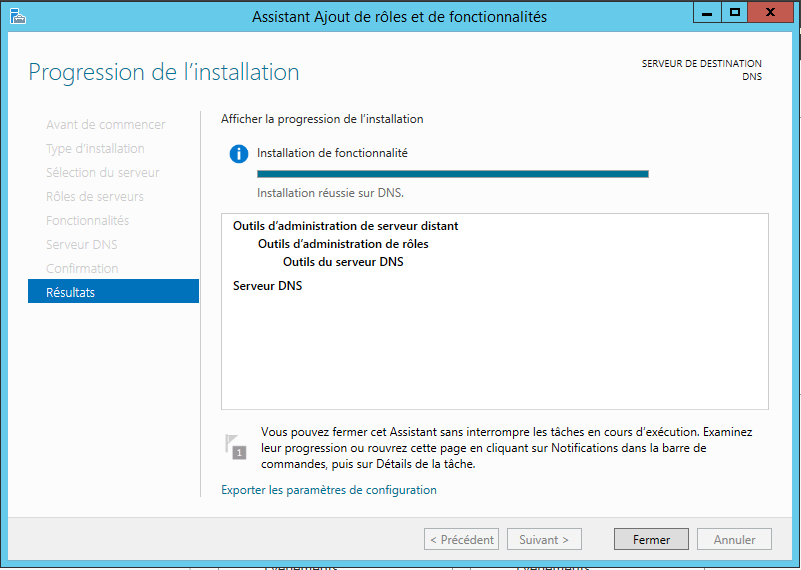 Assistant Ajout de rôles et de fonctionnalités
Progression de l'installation
SERVEUR DE DESTINATION
DNS
Avant de commencer
Type d'installation
Sélection du serveur
Rôles de serveurs
Fonctionnalités
Serveur DNS
Confirmation
Résultats
Afficher la progression de l'installation
Installation de fonctionnalité
Installation réussie sur DNS.
Outils d'administration de serveur distant
Outils d'administration de rôles
Outils du serveur DNS
Serveur DNS
1
Vous pouvez fermer cet Assistant sans interrompre les tâches en cours d'exécution. Examinez
leur progression ou rouvrez cette page en cliquant sur Notifications dans la barre de
commandes, puis sur Détails de la tâche.
Exporter les paramètres de configuration
< Précédent
Suivant >
Fermer
Annuler